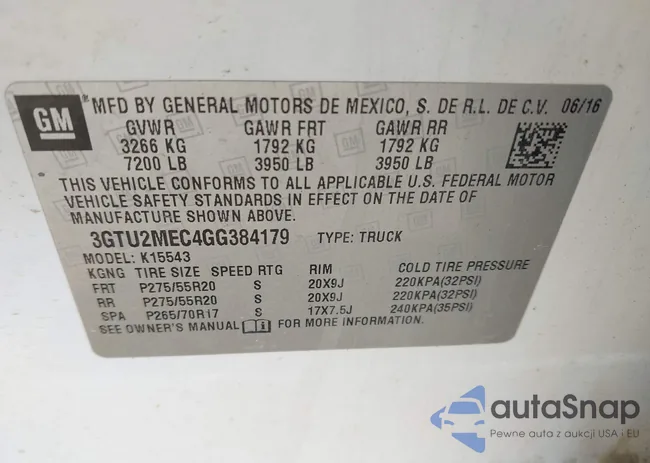 GM
MFD BY GENERAL MOTORS DE MEXICO, S. DE R.L. DE C.V. 06/16
GVWR GAWR FRT GAWR RR
3266 KG 1792 KG 1792 KG
7200 LB 3950 LB 3950 LB
THIS VEHICLE CONFORMS TO ALL APPLICABLE U.S. FEDERAL MOTOR
VEHICLE SAFETY STANDARDS IN EFFECT ON THE DATE OF
MANUFACTURE SHOWN ABOVE.
3GTU2MEC4GG384179 TYPE: TRUCK
MODEL: K15543
KGNG TIRE SIZE SPEED RTG RIM COLD TIRE PRESSURE
FRT P275/55R20 S 20X9J 220KPA(32PSI)
RR P275/55R20 S 20X9J 220KPA(32PSI)
SPA P265/70R17 S 17X7.5J 240KPA(35PSI)
SEE OWNER'S MANUAL i FOR MORE INFORMATION.
autaSnap
Pewne auta z aukcji USA · EU